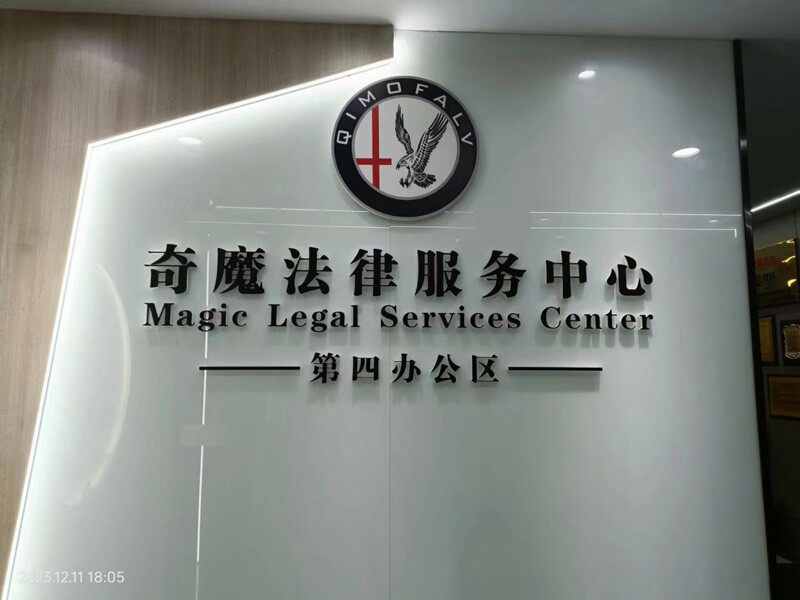 QIMOFALV
奇魔法律服务中心
Magic Legal Services Center
第四办公区
2023.12.11 18:05